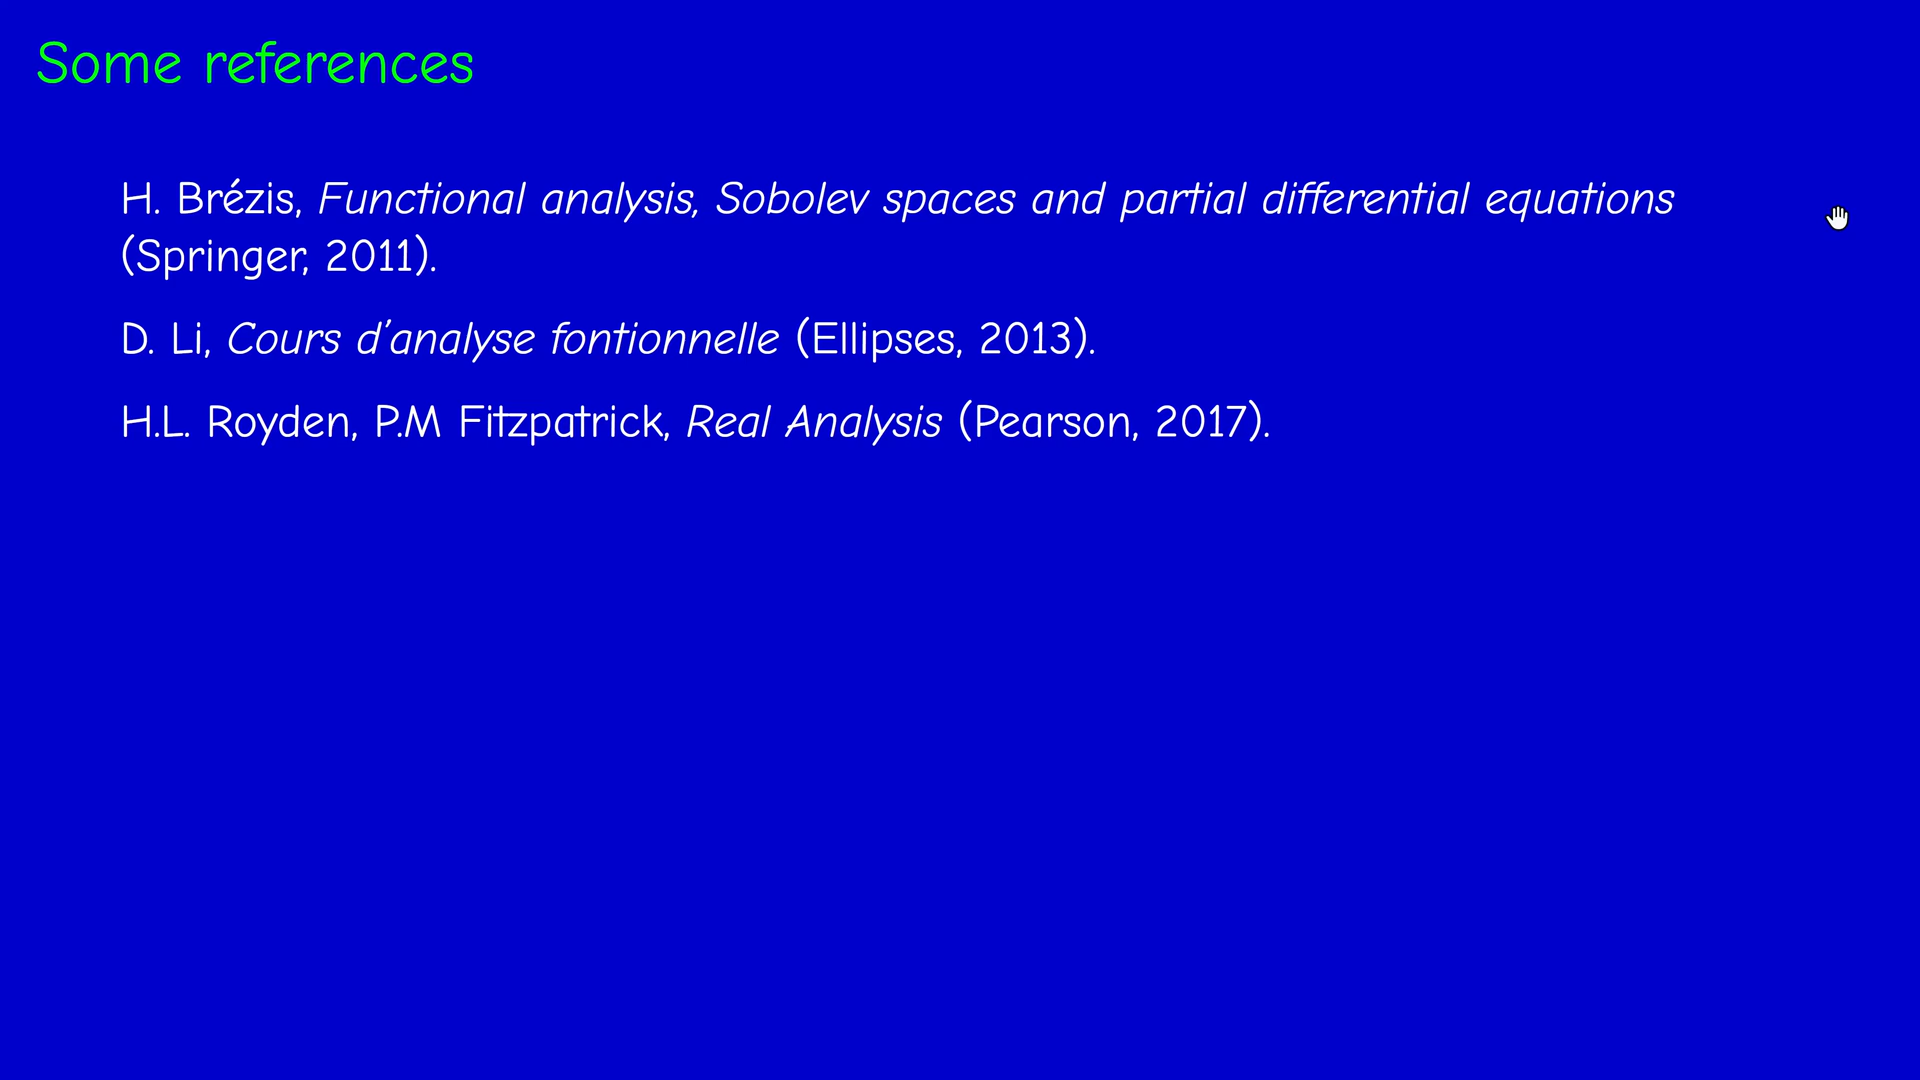 Some references
H. Brézis, Functional analysis, Sobolev spaces and partial differential equations
(Springer, 2011).
D. Li, Cours d'analyse fontionnelle (Ellipses, 2013).
H.L. Royden, P.M Fitzpatrick, Real Analysis (Pearson, 2017).